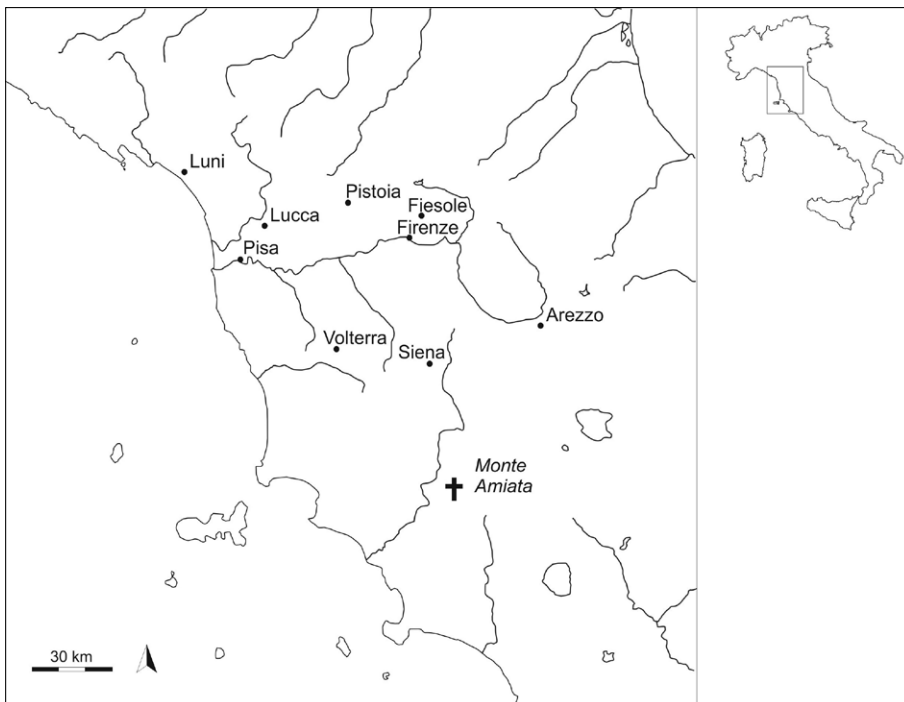 Luni
Pistoia
Fiesole
Lucca
Firenze
Pisa
Arezzo
Volterra
Siena
Monte
Amiata
30 km